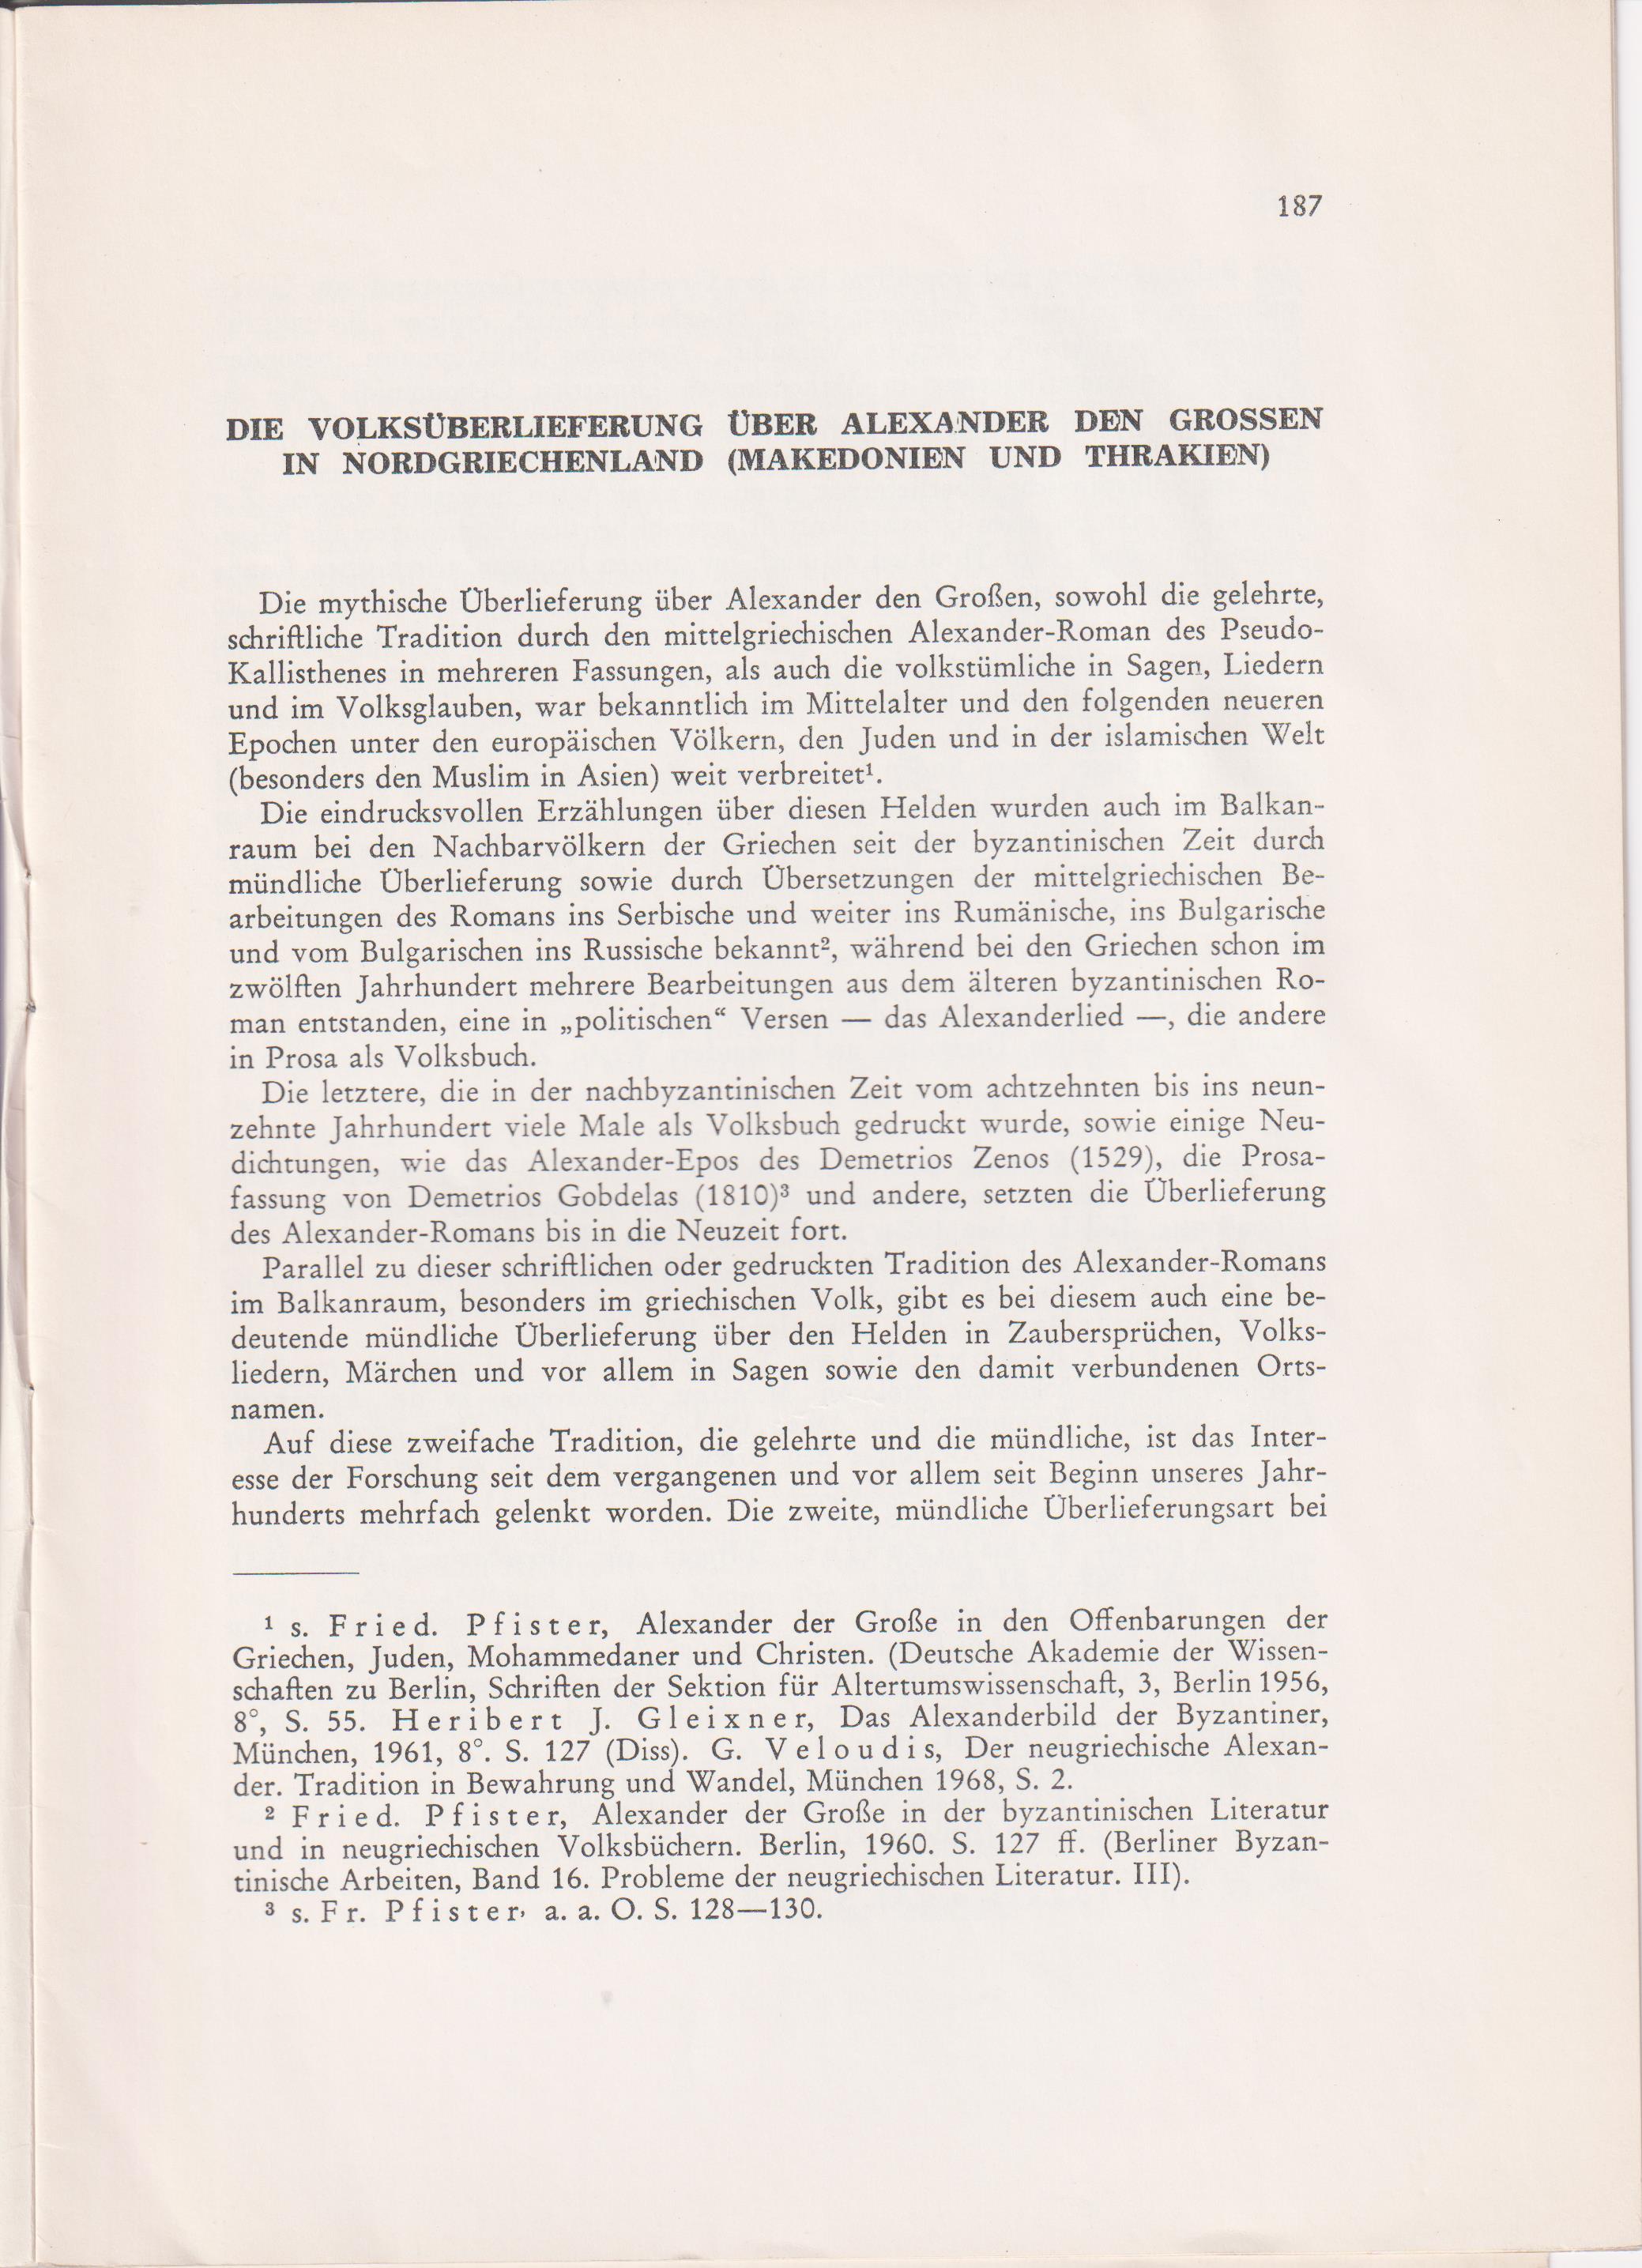 187
DIE VOLKSÜBERLIEFERUNG ÜBER ALEXANDER DEN GROSSEN
IN NORDGRIECHENLAND (MAKEDONIEN UND THRAKIEN)
Die mythische Überlieferung über Alexander den Großen, sowohl die gelehrte,
schriftliche Tradition durch den mittelgriechischen Alexander-Roman des Pseudo-
Kallisthenes in mehreren Fassungen, als auch die volkstümliche in Sagen, Liedern
und im Volksglauben, war bekanntlich im Mittelalter und den folgenden neueren
Epochen unter den europäischen Völkern, den Juden und in der islamischen Welt
(besonders den Muslim in Asien) weit verbreitet¹.
Die eindrucksvollen Erzählungen über diesen Helden wurden auch im Balkan-
raum bei den Nachbarvölkern der Griechen seit der byzantinischen Zeit durch
mündliche Überlieferung sowie durch Übersetzungen der mittelgriechischen Be-
arbeitungen des Romans ins Serbische und weiter ins Rumänische, ins Bulgarische
und vom Bulgarischen ins Russische bekannt², während bei den Griechen schon im
zwölften Jahrhundert mehrere Bearbeitungen aus dem älteren byzantinischen Ro-
man entstanden, eine in „politischen“ Versen — das Alexanderlied —, die andere
in Prosa als Volksbuch.
Die letztere, die in der nachbyzantinischen Zeit vom achtzehnten bis ins neun-
zehnte Jahrhundert viele Male als Volksbuch gedruckt wurde, sowie einige Neu-
dichtungen, wie das Alexander-Epos des Demetrios Zenos (1529), die Prosa-
fassung von Demetrios Gobdelas (1810)³ und andere, setzten die Überlieferung
des Alexander-Romans bis in die Neuzeit fort.
Parallel zu dieser schriftlichen oder gedruckten Tradition des Alexander-Romans
im Balkanraum, besonders im griechischen Volk, gibt es bei diesem auch eine be-
deutende mündliche Überlieferung über den Helden in Zaubersprüchen, Volks-
liedern, Märchen und vor allem in Sagen sowie den damit verbundenen Orts-
namen.
Auf diese zweifache Tradition, die gelehrte und die mündliche, ist das Inter-
esse der Forschung seit dem vergangenen und vor allem seit Beginn unseres Jahr-
hunderts mehrfach gelenkt worden. Die zweite, mündliche Überlieferungsart bei
¹ s. Fried. Pfister, Alexander der Große in den Offenbarungen der
Griechen, Juden, Mohammedaner und Christen. (Deutsche Akademie der Wissen-
schaften zu Berlin, Schriften der Sektion für Altertumswissenschaft, 3, Berlin 1956,
8°, S. 55. Heribert J. Gleixner, Das Alexanderbild der Byzantiner,
München, 1961, 8°. S. 127 (Diss). G. Veloudis, Der neugriechische Alexan-
der. Tradition in Bewahrung und Wandel, München 1968, S. 2.
² Fried. Pfister, Alexander der Große in der byzantinischen Literatur
und in neugriechischen Volksbüchern. Berlin, 1960. S. 127 ff. (Berliner Byzan-
tinische Arbeiten, Band 16. Probleme der neugriechischen Literatur. III).
³ s. Fr. Pfister, a. a. O. S. 128—130.